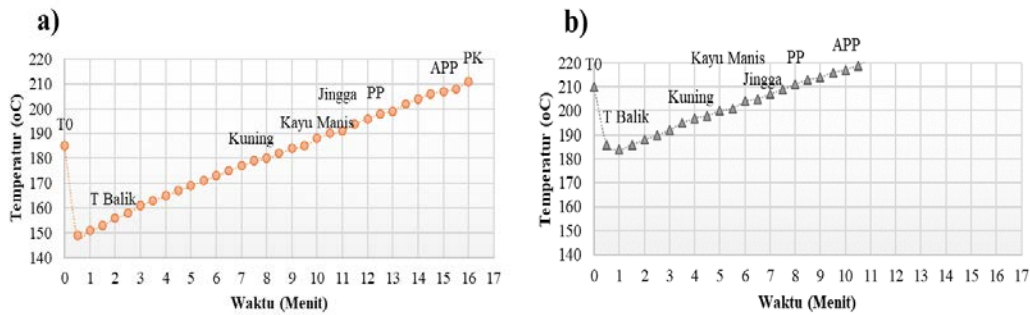 a)
220
210
200
190
180
170
160
150
140
Temperatur (oC)
T0
T Balik
Kuning
Kayu Manis
Jingga
PP
APP
PK
0 1 2 3 4 5 6 7 8 9 10 11 12 13 14 15 16 17
Waktu (Menit)
b)
220
210
200
190
180
170
160
150
140
Temperatur (oC)
T0
T Balik
Kuning
Kayu Manis
Jingga
PP
APP
0 1 2 3 4 5 6 7 8 9 10 11 12 13 14 15 16 17
Waktu (Menit)